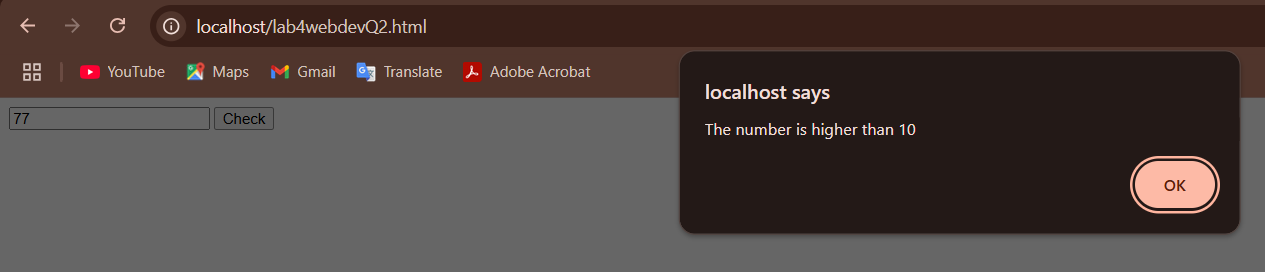 localhost/lab4webdevQ2.html
YouTube Maps Gmail Translate Adobe Acrobat
77 Check
localhost says
The number is higher than 10
OK